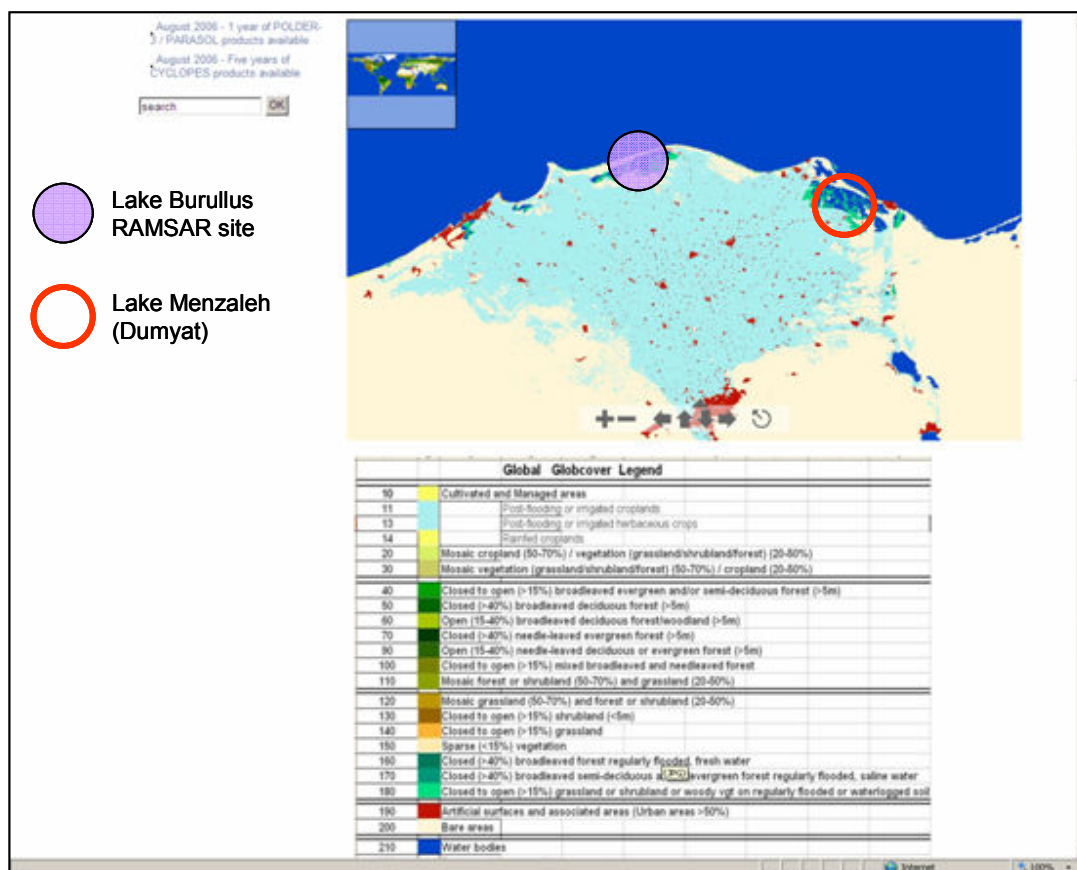 August 2006 - 1 year of POLDER-
3 / PARASOL products available
August 2006 - Five years of
CYCLOPES products available
search OK
Lake Burullus
RAMSAR site
Lake Menzaleh
(Dumyat)
Global Globcover Legend
10 Cultivated and Managed areas
11 Post-flooding or irrigated croplands
13 Post-flooding or irrigated herbaceous crops
14 Rainfed croplands
20 Mosaic cropland (50-70%) / vegetation (grassland/shrubland/forest) (20-50%)
30 Mosaic vegetation (grassland/shrubland/forest) (50-70%) / cropland (20-50%)
40 Closed to open (>15%) broadleaved evergreen and/or semi-deciduous forest (>5m)
50 Closed (>40%) broadleaved deciduous forest (>5m)
60 Open (15-40%) broadleaved deciduous forest/woodland (>5m)
70 Closed (>40%) needle-leaved evergreen forest (>5m)
90 Open (15-40%) needle-leaved deciduous or evergreen forest (>5m)
100 Closed to open (>15%) mixed broadleaved and needleaved forest
110 Mosaic forest or shrubland (50-70%) and grassland (20-50%)
120 Mosaic grassland (50-70%) and forest or shrubland (20-50%)
130 Closed to open (>15%) shrubland (<5m)
140 Closed to open (>15%) grassland
150 Sparse (<15%) vegetation
160 Closed (>40%) broadleaved forest regularly flooded, fresh water
170 Closed (>40%) broadleaved semi-deciduous a evergreen forest regularly flooded, saline water
180 Closed to open (>15%) grassland or shrubland or woody vgt on regularly flooded or waterlogged soil
190 Artificial surfaces and associated areas (Urban areas >50%)
200 Bare areas
210 Water bodies
Internet 100%